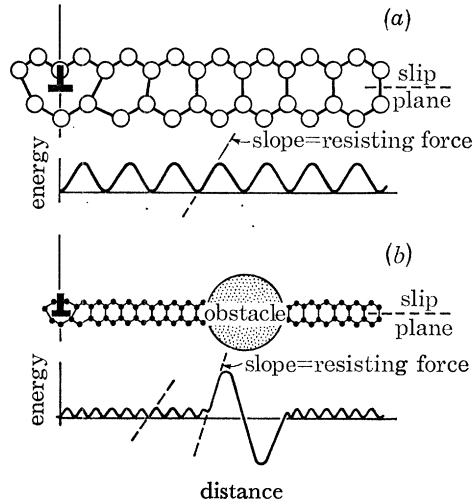 (a)
slip
plane
slope=resisting force
energy
(b)
obstacle
slip
plane
slope=resisting force
energy
distance